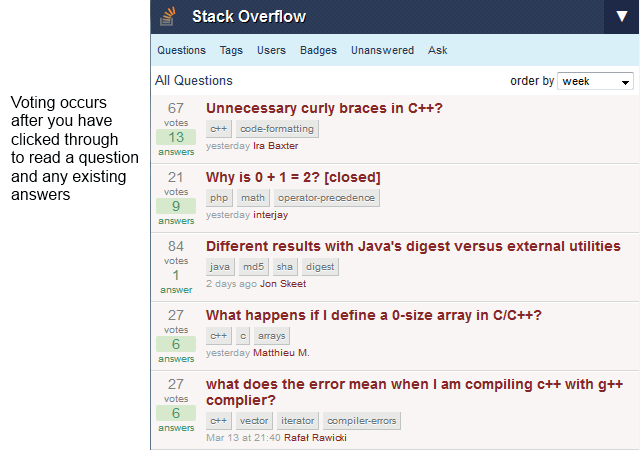 Stack Overflow
▼
Questions Tags Users Badges Unanswered Ask
All Questions
order by week
Voting occurs
after you have
clicked through
to read a question
and any existing
answers
67
votes
13
answers
Unnecessary curly braces in C++?
c++ code-formatting
yesterday Ira Baxter
21
votes
9
answers
Why is 0 + 1 = 2? [closed]
php math operator-precedence
yesterday interjay
84
votes
1
answer
Different results with Java's digest versus external utilities
java md5 sha digest
2 days ago Jon Skeet
27
votes
6
answers
What happens if I define a 0-size array in C/C++?
c++ c arrays
yesterday Matthieu M.
27
votes
6
answers
what does the error mean when I am compiling c++ with g++
complier?
c++ vector iterator compiler-errors
Mar 13 at 21:40 Rafał Rawicki